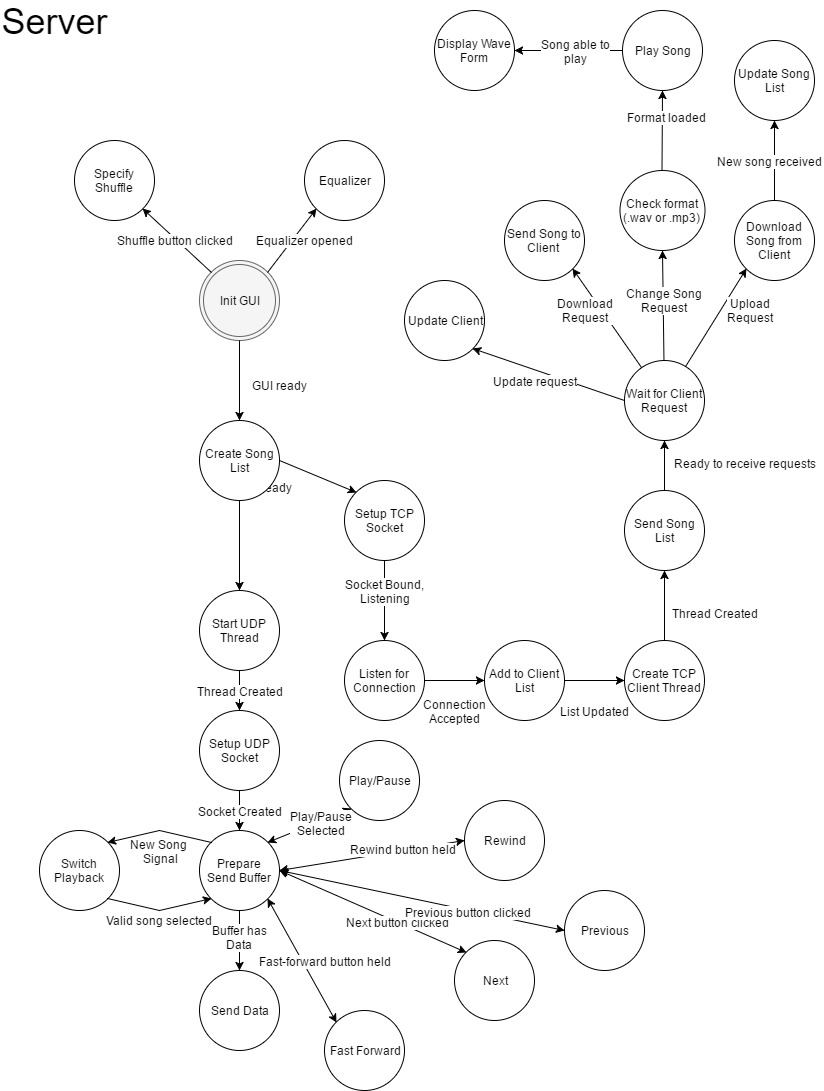 Server
Display Wave
Form
Song able to
play
Play Song
Update Song
List
Format loaded
New song received
Specify
Shuffle
Equalizer
Check format
(.wav or .mp3)
Send Song to
Client
Download
Song from
Client
Shuffle button clicked
Equalizer opened
Init GUI
Download
Request
Change Song
Request
Upload
Request
Update Client
Update request
Wait for Client
Request
GUI ready
Create Song
List
eady
Ready to receive requests
Setup TCP
Socket
Send Song
List
Socket Bound,
Listening
Start UDP
Thread
Thread Created
Thread Created
Listen for
Connection
Add to Client
List
Create TCP
Client Thread
Connection
Accepted
List Updated
Setup UDP
Socket
Play/Pause
Socket Created
Play/Pause
Selected
New Song
Signal
Rewind button held
Rewind
Switch
Playback
Prepare
Send Buffer
Valid song selected
Previous button clicked
Next button clicked
Buffer has
Data
Previous
Fast-forward button held
Next
Send Data
Fast Forward